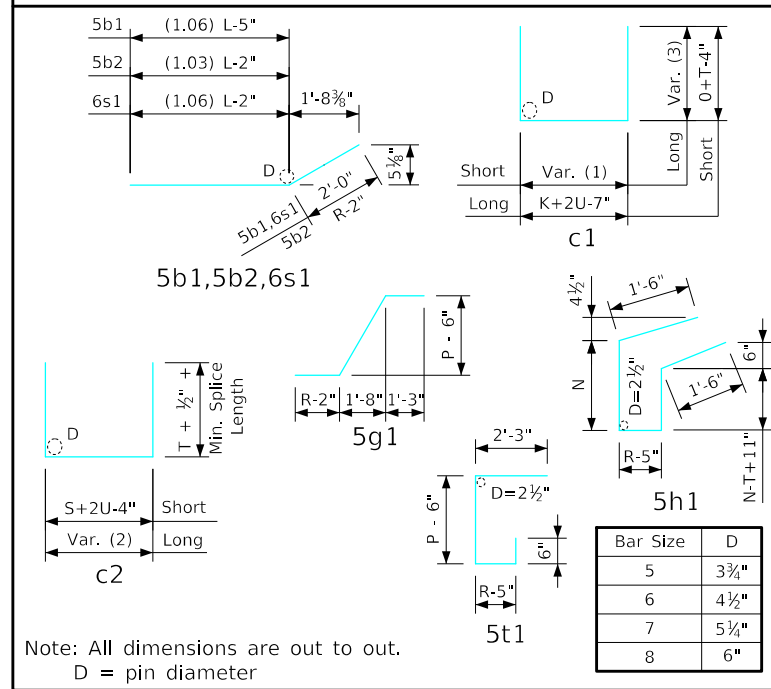 5b1 (1.06) L-5"
5b2 (1.03) L-2"
6s1 (1.06) L-2" 1'-8⅜"
D
5⅛"
2'-0"
R-2"
5b1,6s1
5b2
5b1,5b2,6s1
D
Var. (3)
0+T-4"
Long
Short
Short Var. (1)
Long K+2U-7"
c1
D
T + ½" +
Min. Splice
Length
S+2U-4" Short
Var. (2) Long
c2
P - 6"
R-2" 1'-8" 1'-3"
5g1
4½"
1'-6"
N
D=2½"
6"
1'-6"
N-T+11"
R-5"
5h1
2'-3"
D=2½"
P - 6"
6"
R-5"
5t1
Bar Size D
5 3¾"
6 4½"
7 5¼"
8 6"
Note: All dimensions are out to out.
D = pin diameter